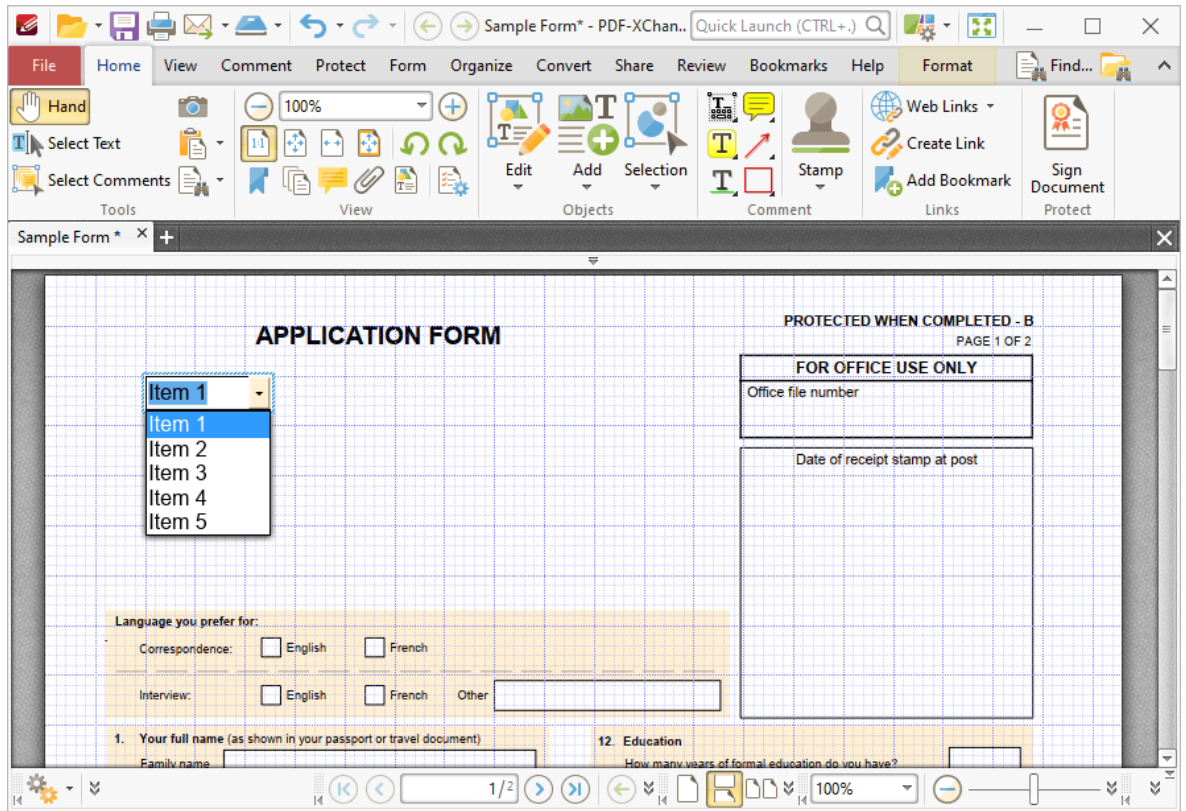 Sample Form* - PDF-XChan.. Quick Launch (CTRL+.)
File Home View Comment Protect Form Organize Convert Share Review Bookmarks Help Format Find...
Hand
Select Text
Select Comments
Tools
100%
1:1
View
Edit Add Selection
Objects
Stamp
Comment
Web Links
Create Link
Add Bookmark
Links
Sign
Document
Protect
Sample Form *
APPLICATION FORM
PROTECTED WHEN COMPLETED - B
PAGE 1 OF 2
FOR OFFICE USE ONLY
Office file number
Date of receipt stamp at post
Item 1
Item 1
Item 2
Item 3
Item 4
Item 5
Language you prefer for:
Correspondence: English French
Interview: English French Other
1. Your full name (as shown in your passport or travel document)
Family name
12. Education
How many years of formal education do you have?
1/2
100%